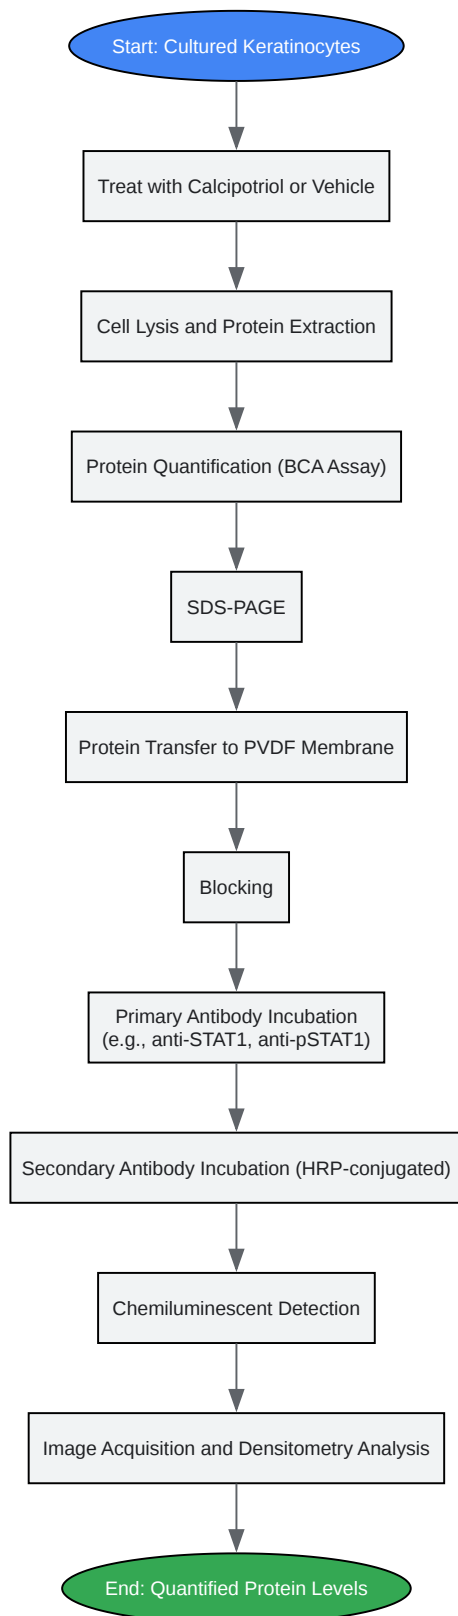 Start: Cultured Keratinocytes
Treat with Calcipotriol or Vehicle
Cell Lysis and Protein Extraction
Protein Quantification (BCA Assay)
SDS-PAGE
Protein Transfer to PVDF Membrane
Blocking
Primary Antibody Incubation
(e.g., anti-STAT1, anti-pSTAT1)
Secondary Antibody Incubation (HRP-conjugated)
Chemiluminescent Detection
Image Acquisition and Densitometry Analysis
End: Quantified Protein Levels